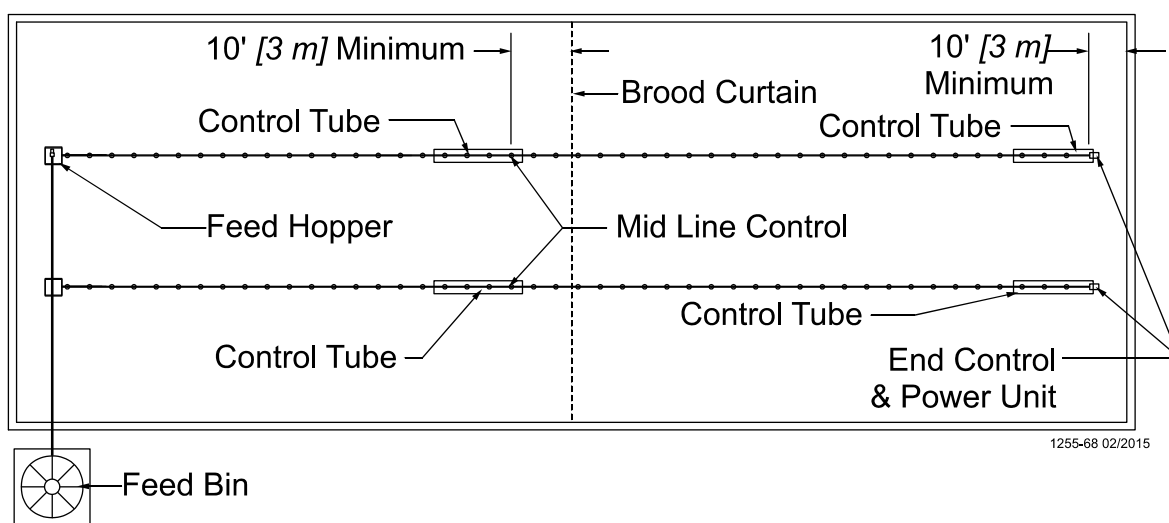 10' [3 m] Minimum
10' [3 m]
Minimum
Brood Curtain
Control Tube
Control Tube
Feed Hopper
Mid Line Control
Control Tube
Control Tube
End Control
& Power Unit
1255-68 02/2015
Feed Bin